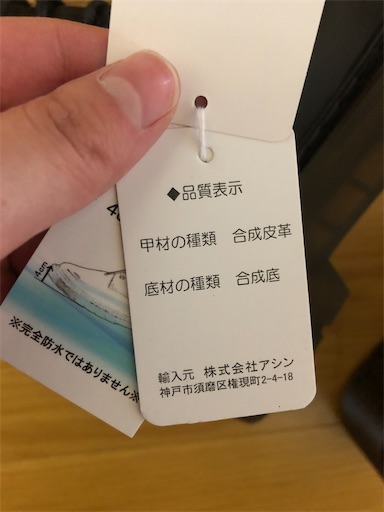 ◆品質表示
甲材の種類 合成皮革
底材の種類 合成底
輸入元 株式会社アシン
神戸市須磨区権現町2-4-18
4cm
※完全防水ではありません※